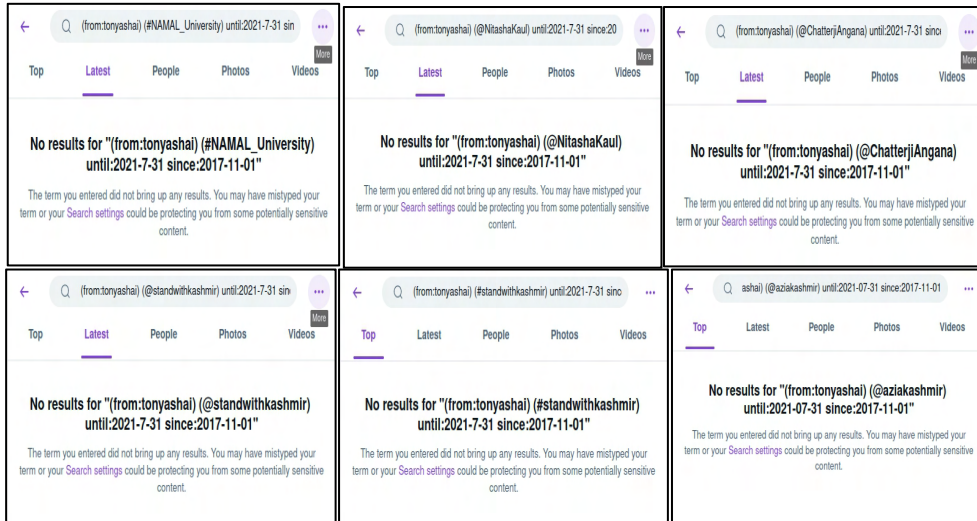 (from:tonyashai) (#NAMAL_University) until:2021-7-31 sin
More
Top Latest People Photos Videos
No results for "(from:tonyashai) (#NAMAL_University)
until:2021-7-31 since:2017-11-01"
The term you entered did not bring up any results. You may have mistyped your
term or your Search settings could be protecting you from some potentially sensitive
content.
(from:tonyashai) (@NitashaKaul) until:2021-7-31 since:20
More
Top Latest People Photos Videos
No results for "(from:tonyashai) (@NitashaKaul)
until:2021-7-31 since:2017-11-01"
The term you entered did not bring up any results. You may have mistyped your
term or your Search settings could be protecting you from some potentially sensitive
content.
(from:tonyashai) (@ChatterjiAngana) until:2021-7-31 since
More
Top Latest People Photos Videos
No results for "(from:tonyashai) (@ChatterjiAngana)
until:2021-7-31 since:2017-11-01"
The term you entered did not bring up any results. You may have mistyped your
term or your Search settings could be protecting you from some potentially sensitive
content.
(from:tonyashai) (@standwithkashmir) until:2021-7-31 sin
More
Top Latest People Photos Videos
No results for "(from:tonyashai) (@standwithkashmir)
until:2021-7-31 since:2017-11-01"
The term you entered did not bring up any results. You may have mistyped your
term or your Search settings could be protecting you from some potentially sensitive
content.
(from:tonyashai) (#standwithkashmir) until:2021-7-31 sinc
Top Latest People Photos Videos
No results for "(from:tonyashai) (#standwithkashmir)
until:2021-7-31 since:2017-11-01"
The term you entered did not bring up any results. You may have mistyped your
term or your Search settings could be protecting you from some potentially sensitive
content.
ashai) (@aziakashmir) until:2021-07-31 since:2017-11-01
Top Latest People Photos Videos
No results for "(from:tonyashai) (@aziakashmir)
until:2021-07-31 since:2017-11-01"
The term you entered did not bring up any results. You may have mistyped your
term or your Search settings could be protecting you from some potentially sensitive
content.